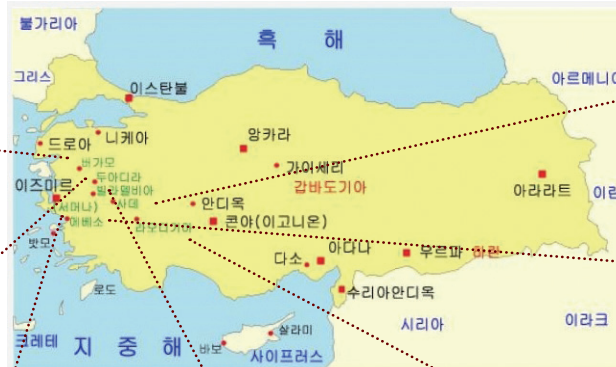 불가리아
흑 해
그리스
이스탄불
아르메니아
드로아
니케아
앙카라
버가모
가이세리
두아디라
갑바도기아
아라라트
이란
이즈미르
빌라델비아
(서머나)
사데
안디옥
에베소
라오디기아
콘야(이고니온)
밧모
아다나
우르파
하란
다소
로도
수리아안디옥
시리아
이라크
크레테
지 중 해
살라미
바보
사이프러스